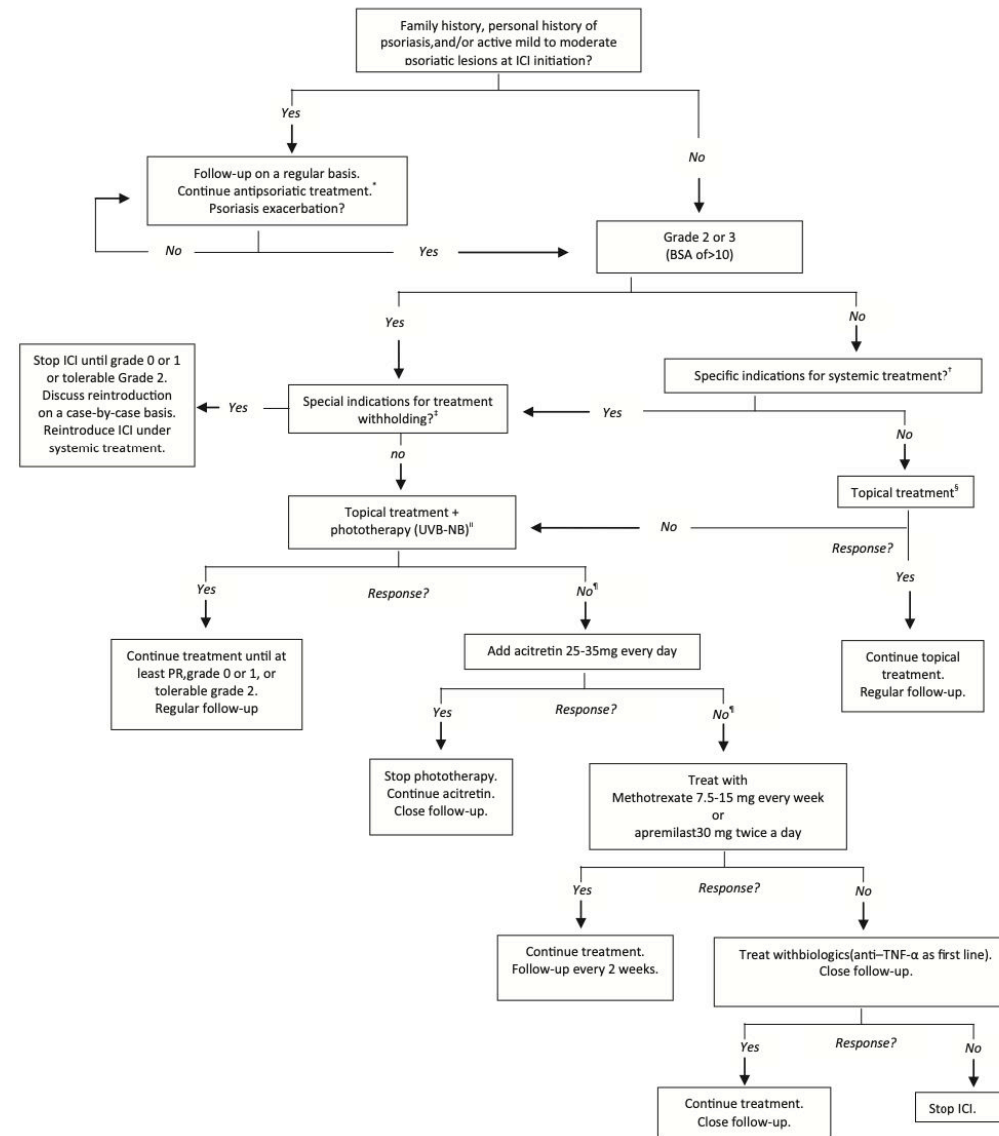 Family history, personal history of
psoriasis,and/or active mild to moderate
psoriatic lesions at ICI initiation?
Yes
No
Follow-up on a regular basis.
Continue antipsoriatic treatment.*
Psoriasis exacerbation?
No
Yes
Grade 2 or 3
(BSA of>10)
Yes
No
Stop ICI until grade 0 or 1
or tolerable Grade 2.
Discuss reintroduction
on a case-by-case basis.
Reintroduce ICI under
systemic treatment.
Yes
Special indications for treatment
withholding?‡
Yes
Specific indications for systemic treatment?†
no
No
Topical treatment§
Topical treatment +
phototherapy (UVB-NB)ǁ
No
Response?
Yes
Yes
Response?
No¶
Continue treatment until at
least PR,grade 0 or 1, or
tolerable grade 2.
Regular follow-up
Add acitretin 25-35mg every day
Continue topical
treatment.
Regular follow-up.
Yes
Response?
No¶
Stop phototherapy.
Continue acitretin.
Close follow-up.
Treat with
Methotrexate 7.5-15 mg every week
or
apremilast30 mg twice a day
Yes
Response?
No
Continue treatment.
Follow-up every 2 weeks.
Treat withbiologics(anti–TNF-α as first line).
Close follow-up.
Yes
Response?
No
Continue treatment.
Close follow-up.
Stop ICI.